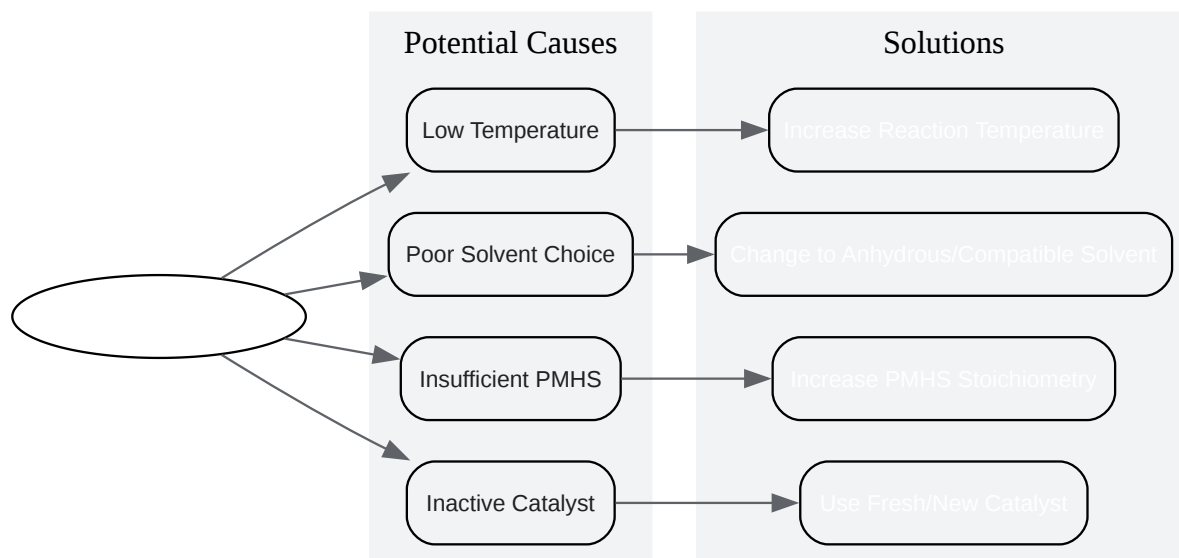 Potential Causes
Solutions
Low Temperature
Increase Reaction Temperature
Poor Solvent Choice
Change to Anhydrous/Compatible Solvent
Insufficient PMHS
Increase PMHS Stoichiometry
Inactive Catalyst
Use Fresh/New Catalyst